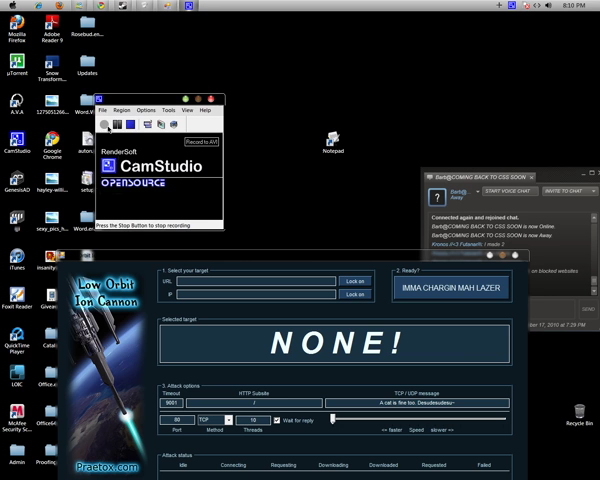 8:10 PM
Mozilla Firefox
Adobe Reader 9
Rosebud.en...
µTorrent
Snow Transform...
Updates
A.V.A
1275051266...
Word.
CamStudio
Google Chrome
autoru
GenesisAD
hayley-willi...
setup
sexy_pics_h
Word.en
iTunes
insanity
orbit
Foxit Reader
Giveaw
QuickTime Player
Catal
LOIC
Office.e
McAfee Security Sc...
Office64
Admin
Proofing
Notepad
Recycle Bin
File Region Options Tools View Help
Record to AVI
RenderSoft
CamStudio
OPENSOURCE
Press the Stop Button to stop recording
Barb@COMING BACK TO CSS SOON
Barb@...
Away
START VOICE CHAT
INVITE TO CHAT
Connected again and rejoined chat.
Barb@COMING BACK TO CSS SOON is now Online.
Barb@COMING BACK TO CSS SOON is now Away.
I made 2
on blocked websites
SEND
17, 2010 at 7:29 PM
Low Orbit
Ion Cannon
Praetox.com
1. Select your target
URL
Lock on
IP
Lock on
2. Ready?
IMMA CHARGIN MAH LAZER
Selected target
NONE!
3. Attack options
Timeout HTTP Subsite TCP / UDP message
9001 / A cat is fine too. Desudesudesu~
80 TCP 10 Wait for reply
Port Method Threads <= faster Speed slower =>
Attack status
Idle Connecting Requesting Downloading Downloaded Requested Failed